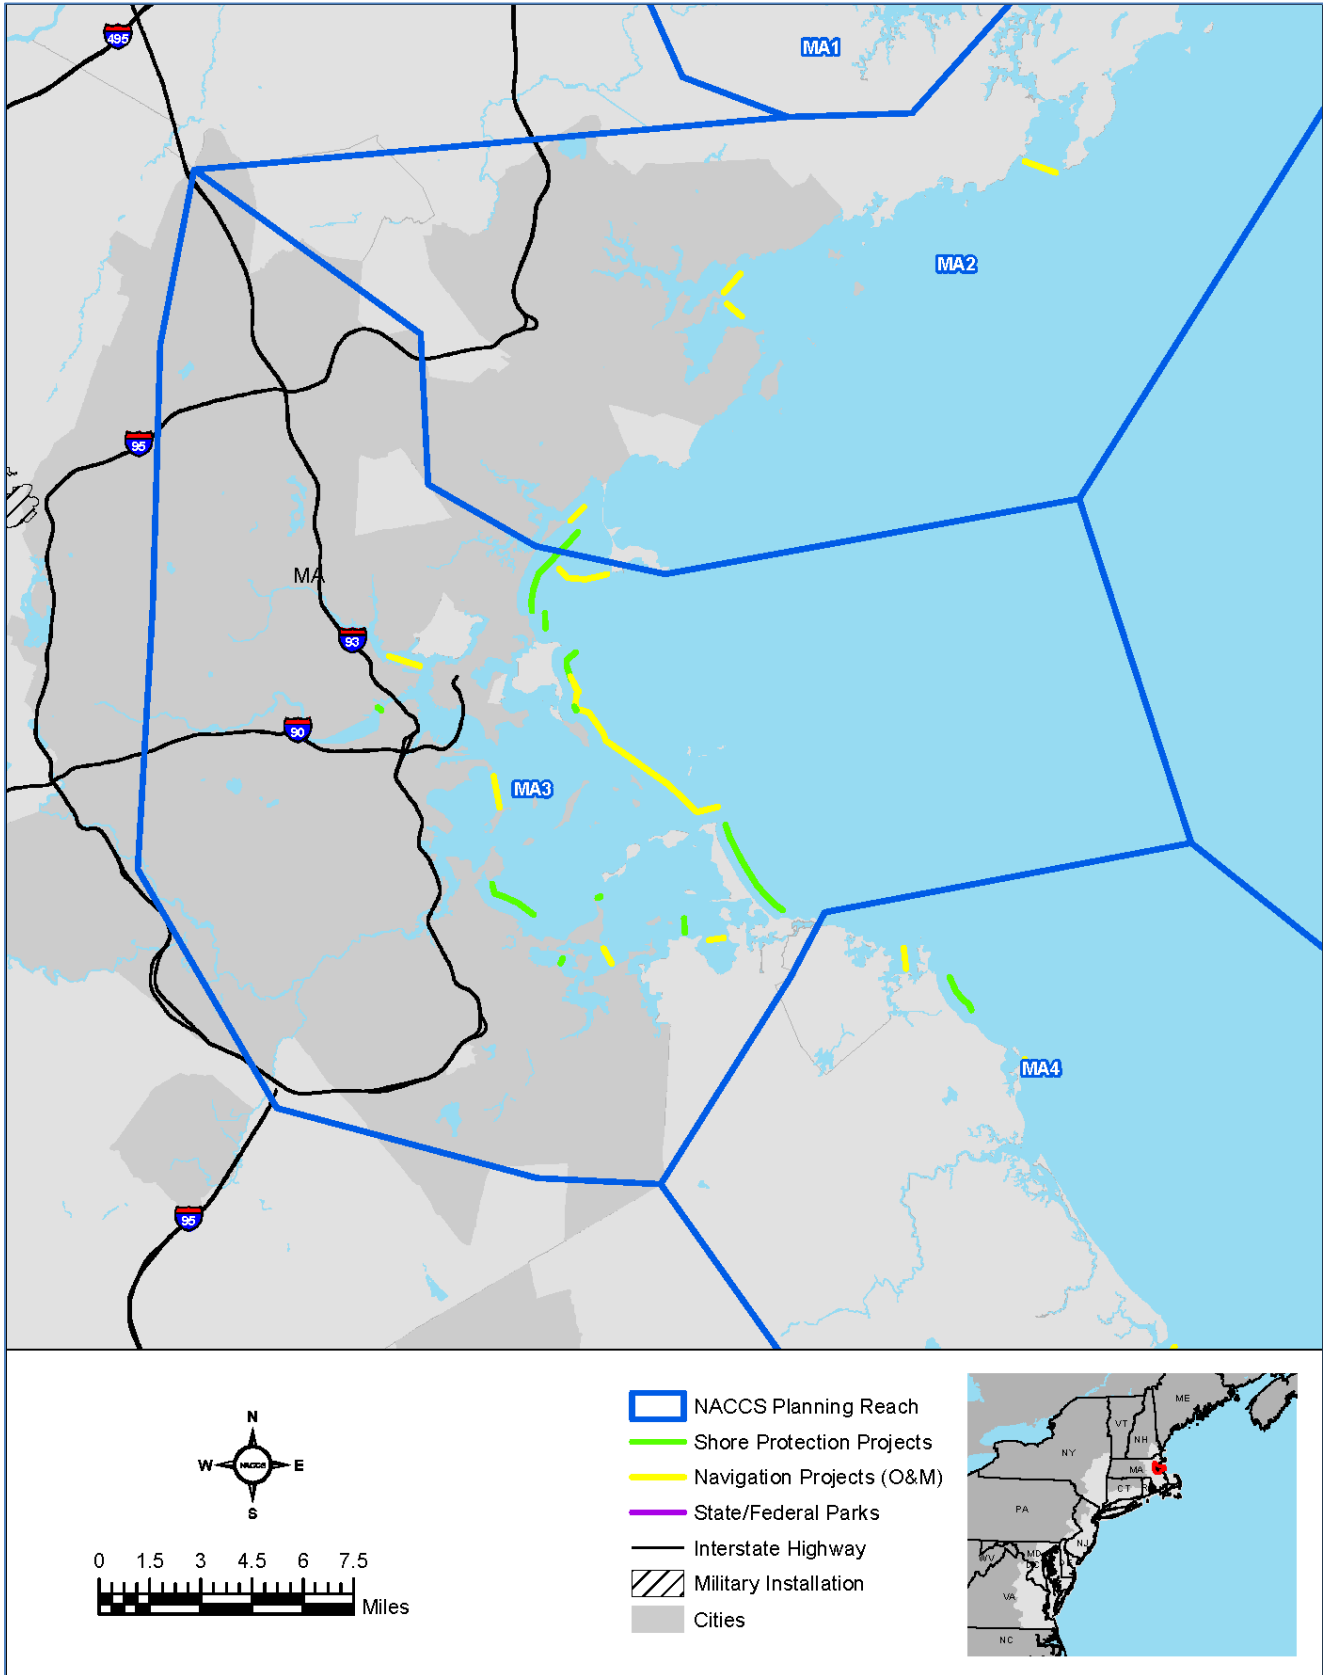 495
MA1
MA2
95
MA
93
90
MA3
MA4
95
N
W NACCS E
S
0 1.5 3 4.5 6 7.5
Miles
NACCS Planning Reach
Shore Protection Projects
Navigation Projects (O&M)
State/Federal Parks
Interstate Highway
Military Installation
Cities
ME
VT
NH
NY
MA
CT
PA
NJ
MD
WV
VA
NC